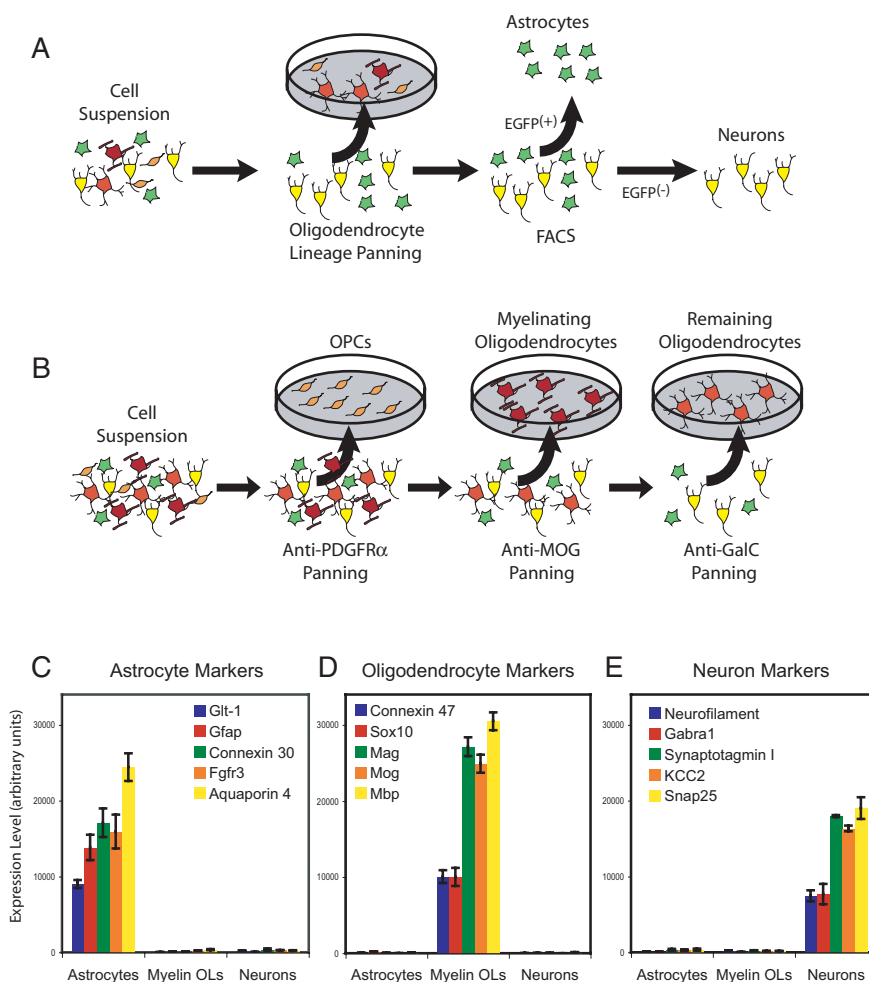 A
Cell
Suspension
Oligodendrocyte
Lineage Panning
Astrocytes
EGFP(+)
FACS
EGFP(-)
Neurons
B
Cell
Suspension
OPCs
Anti-PDGFRα
Panning
Myelinating
Oligodendrocytes
Anti-MOG
Panning
Remaining
Oligodendrocytes
Anti-GalC
Panning
C
Astrocyte Markers
Expression Level (arbitrary units)
30000
20000
10000
0
Glt-1
Gfap
Connexin 30
Fgfr3
Aquaporin 4
Astrocytes
Myelin OLs
Neurons
D
Oligodendrocyte Markers
30000
20000
10000
0
Connexin 47
Sox10
Mag
Mog
Mbp
Astrocytes
Myelin OLs
Neurons
E
Neuron Markers
30000
20000
10000
0
Neurofilament
Gabra1
Synaptotagmin I
KCC2
Snap25
Astrocytes
Myelin OLs
Neurons